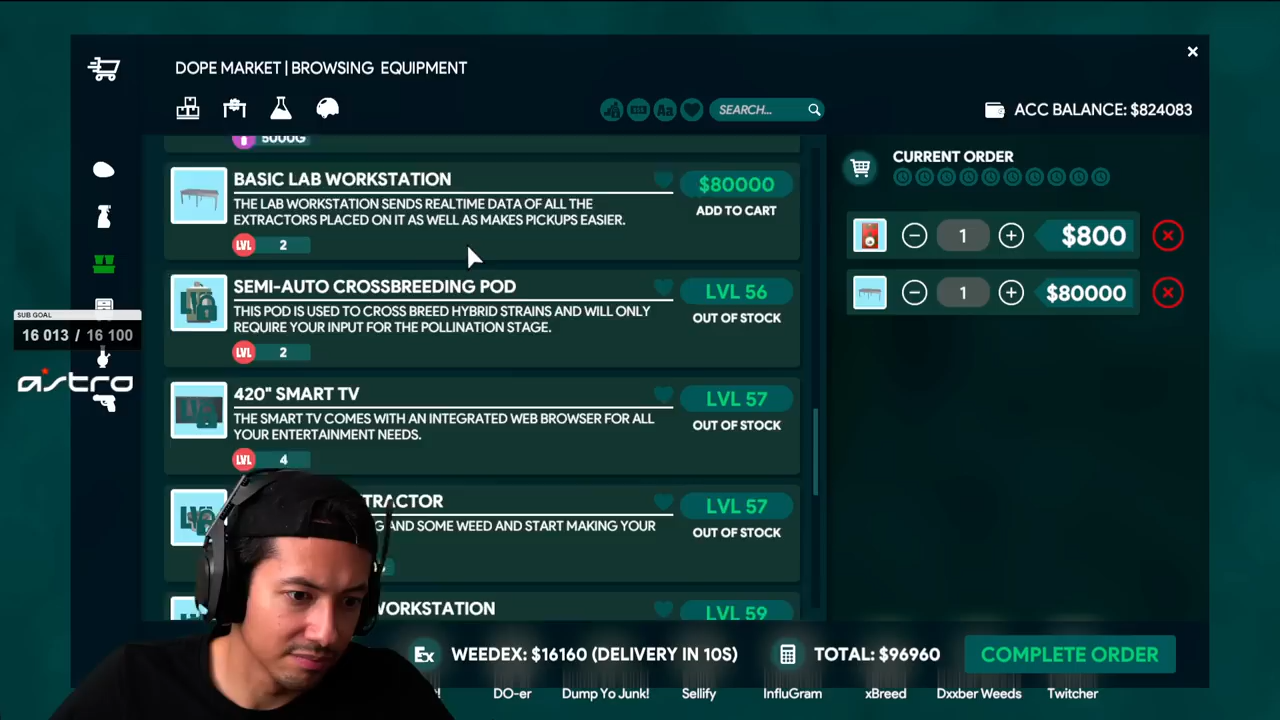 DOPE MARKET | BROWSING EQUIPMENT
Aa
SEARCH...
ACC BALANCE: $824083
5000G
BASIC LAB WORKSTATION
THE LAB WORKSTATION SENDS REALTIME DATA OF ALL THE
EXTRACTORS PLACED ON IT AS WELL AS MAKES PICKUPS EASIER.
LVL 2
$80000
ADD TO CART
SEMI-AUTO CROSSBREEDING POD
THIS POD IS USED TO CROSS BREED HYBRID STRAINS AND WILL ONLY
REQUIRE YOUR INPUT FOR THE POLLINATION STAGE.
LVL 2
LVL 56
OUT OF STOCK
420" SMART TV
THE SMART TV COMES WITH AN INTEGRATED WEB BROWSER FOR ALL
YOUR ENTERTAINMENT NEEDS.
LVL 4
LVL 57
OUT OF STOCK
TRACTOR
AND SOME WEED AND START MAKING YOUR
LVL 57
OUT OF STOCK
WORKSTATION
LVL 59
CURRENT ORDER
1
$800
1
$80000
SUB GOAL
16 013 / 16 100
astro
Ex WEEDEX: $16160 (DELIVERY IN 10S)
TOTAL: $96960
COMPLETE ORDER
DO-er
Dump Yo Junk!
Sellify
InfluGram
xBreed
Dxxber Weeds
Twitcher